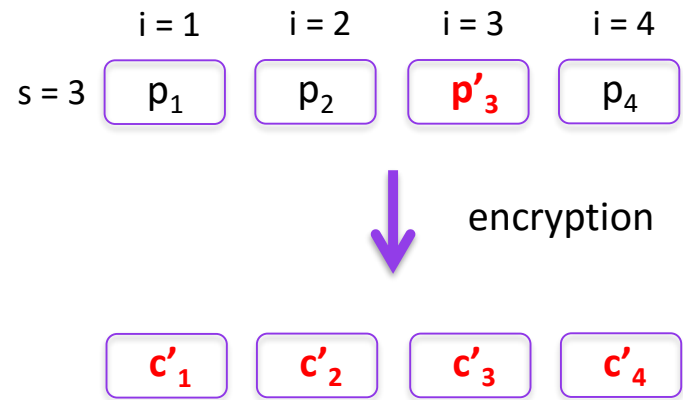 i = 1 i = 2 i = 3 i = 4
s = 3 p₁ p₂ p'₃ p₄
encryption
c'₁ c'₂ c'₃ c'₄